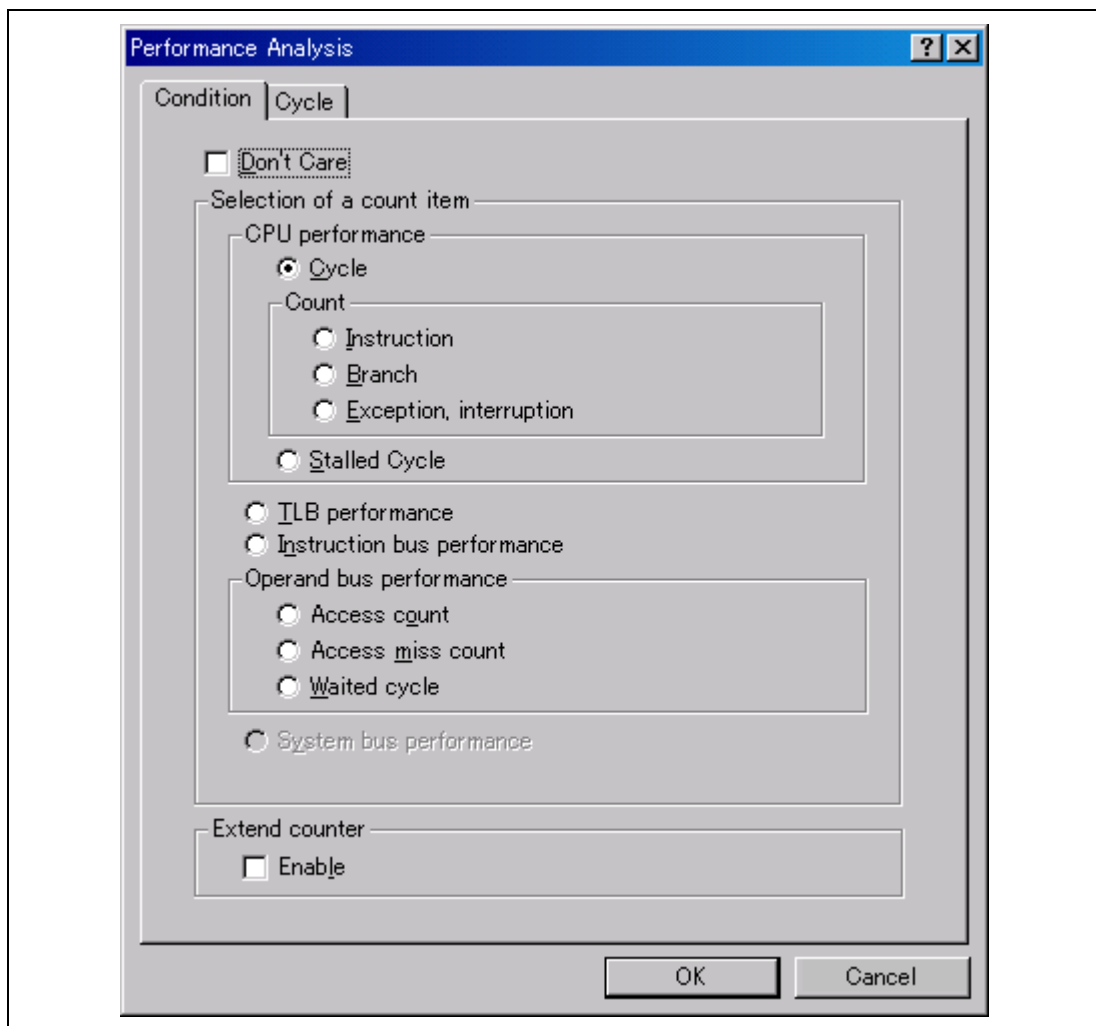 Performance Analysis
Condition
Cycle
Don't Care
Selection of a count item
CPU performance
Cycle
Count
Instruction
Branch
Exception, interruption
Stalled Cycle
TLB performance
Instruction bus performance
Operand bus performance
Access count
Access miss count
Waited cycle
System bus performance
Extend counter
Enable
OK
Cancel